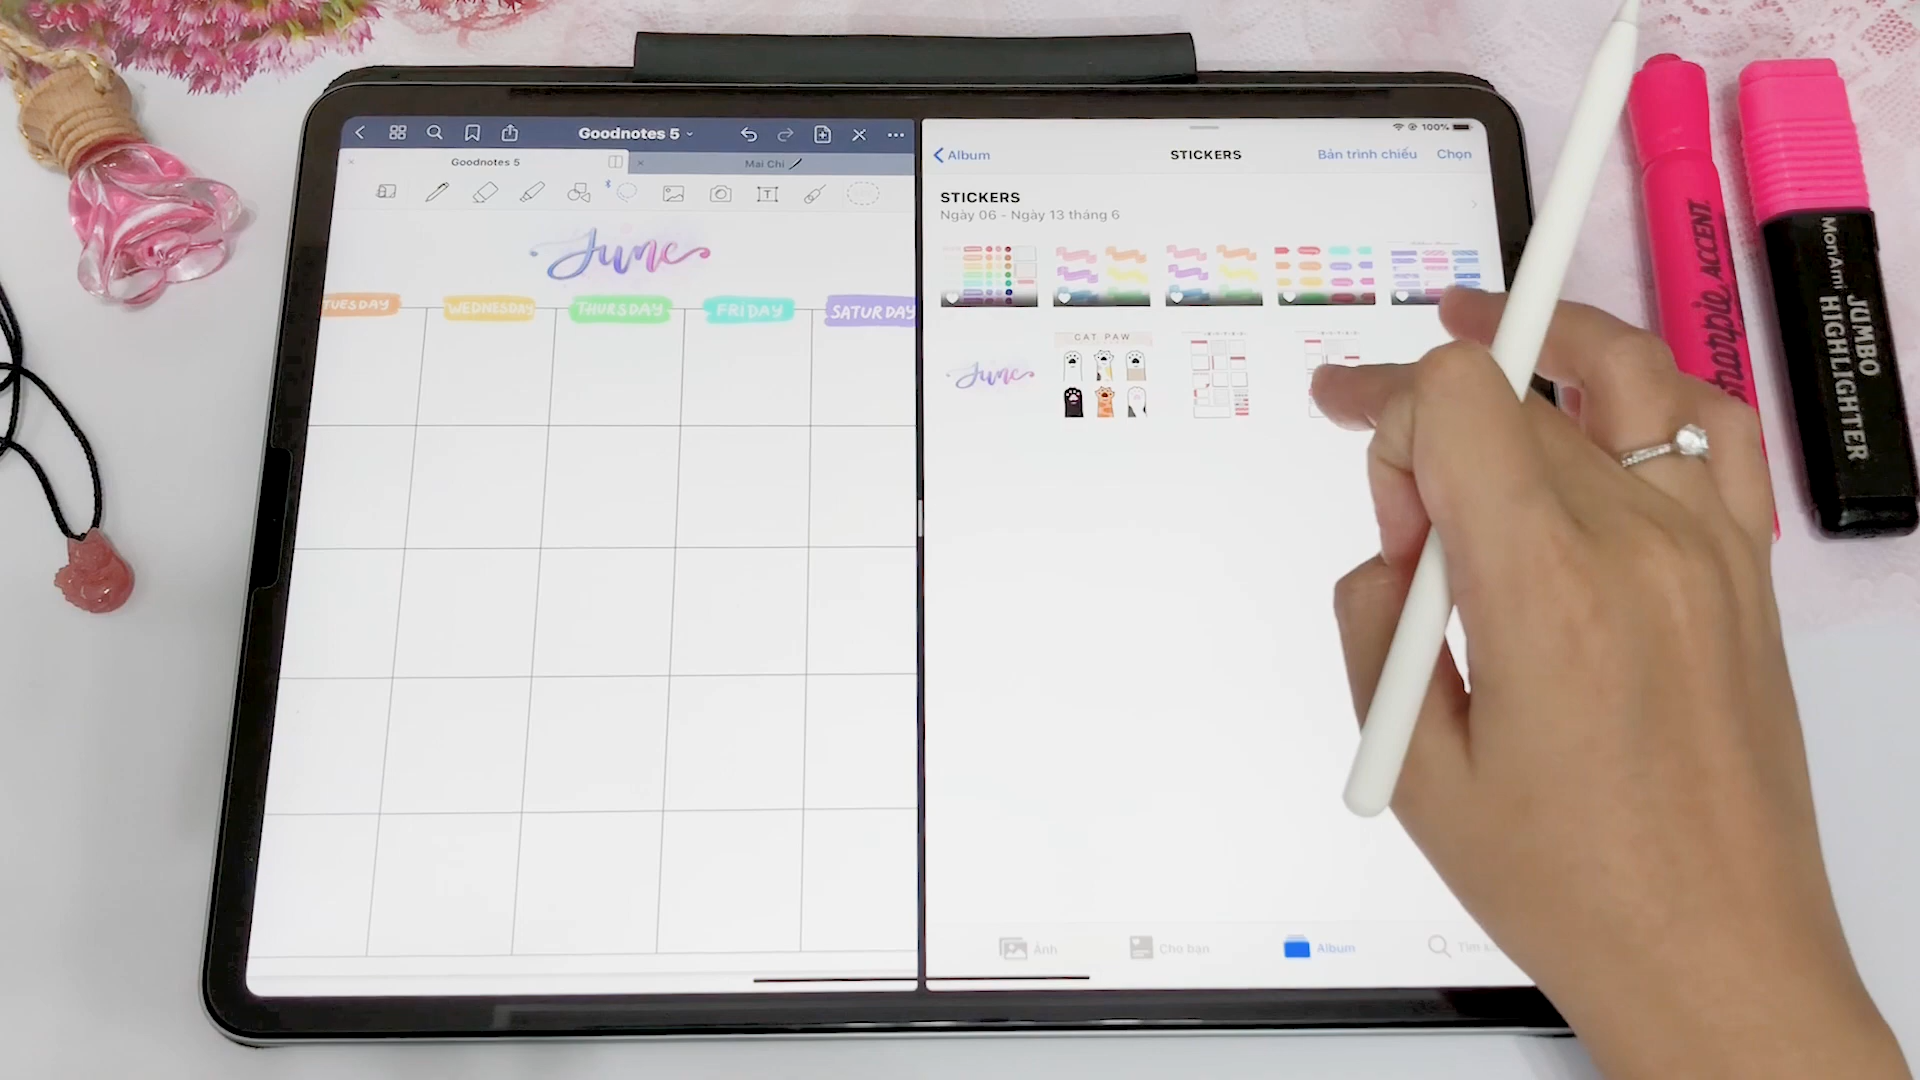 Goodnotes 5
Goodnotes 5
Mai Chi
June
TUESDAY
WEDNESDAY
THURSDAY
FRIDAY
SATURDAY
100%
Album
STICKERS
Bản trình chiếu
Chọn
STICKERS
Ngày 06 - Ngày 13 tháng 6
June
CAT PAW
Ảnh
Cho bạn
Album
Tìm
Sharpie ACCENT
MonAmi JUMBO
HIGHLIGHTER